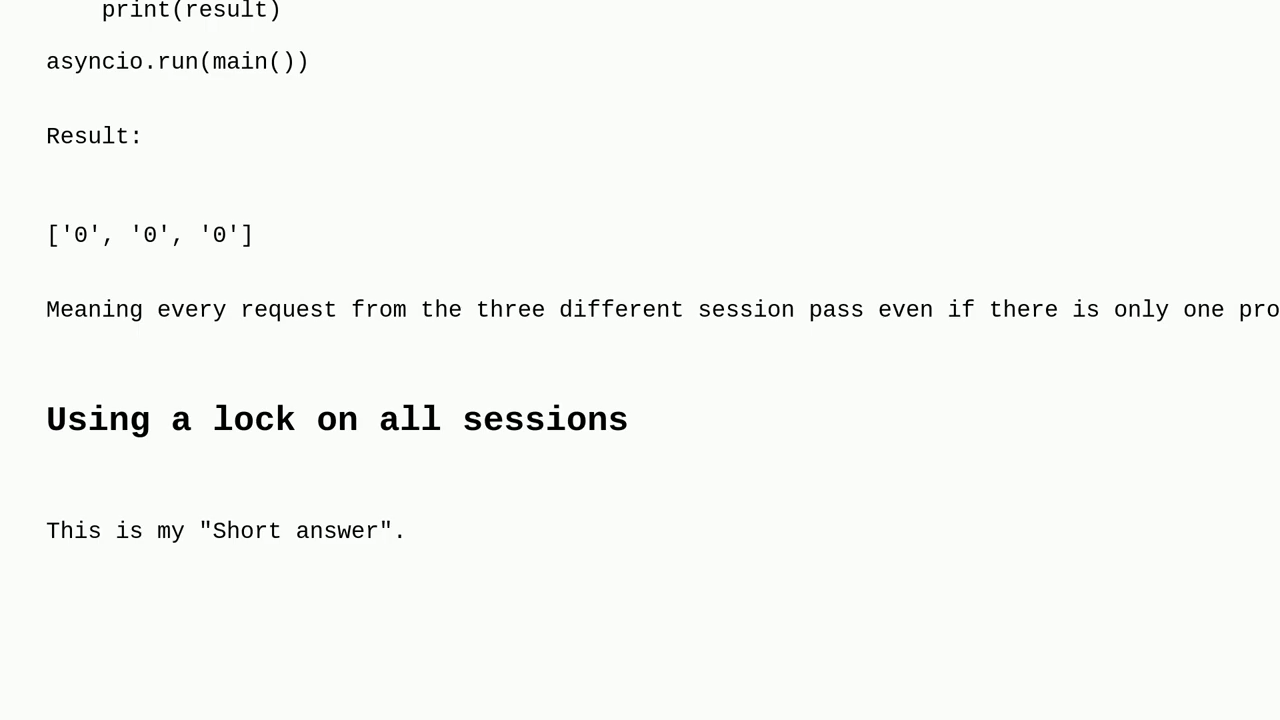 print(result)
asyncio.run(main())
Result:
['0', '0', '0']
Meaning every request from the three different session pass even if there is only one pro
Using a lock on all sessions
This is my "Short answer".